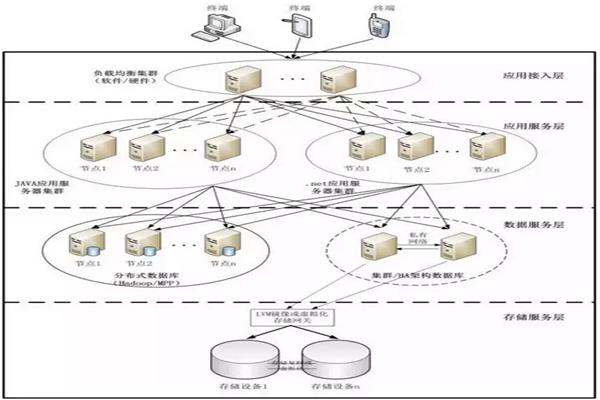 终端 终端 终端
负载均衡集群
(软件/硬件)
应用接入层
应用服务层
节点1 节点2 节点n
节点1 节点2 节点n
JAVA应用服
务器集群
.net应用服
务器集群
数据服务层
私有
网络
节点1 节点2 节点n
分布式数据库
(Hadoop/MPP)
集群/HA架构数据库
LVM镜像或虚拟化
存储网关
存储服务层
存储设备1 存储设备n